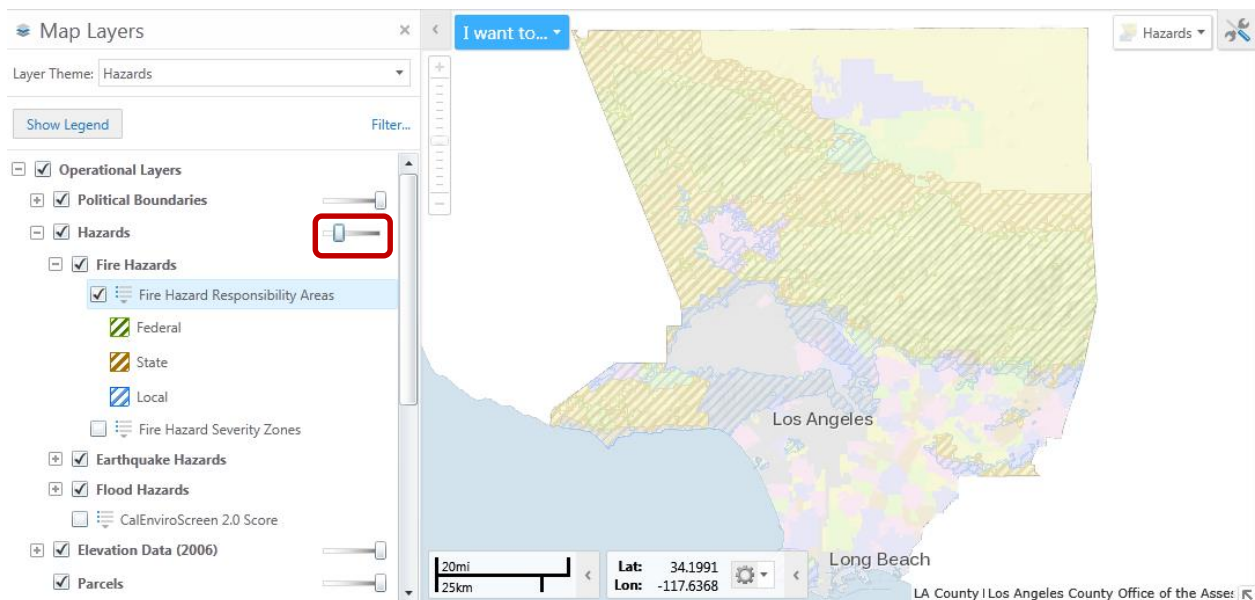 Map Layers
Layer Theme: Hazards
Show Legend
Filter...
Operational Layers
Political Boundaries
Hazards
Fire Hazards
Fire Hazard Responsibility Areas
Federal
State
Local
Fire Hazard Severity Zones
Earthquake Hazards
Flood Hazards
CalEnviroScreen 2.0 Score
Elevation Data (2006)
Parcels
I want to...
Hazards
Los Angeles
Long Beach
20mi
25km
Lat: 34.1991
Lon: -117.6368
LA County | Los Angeles County Office of the Asses